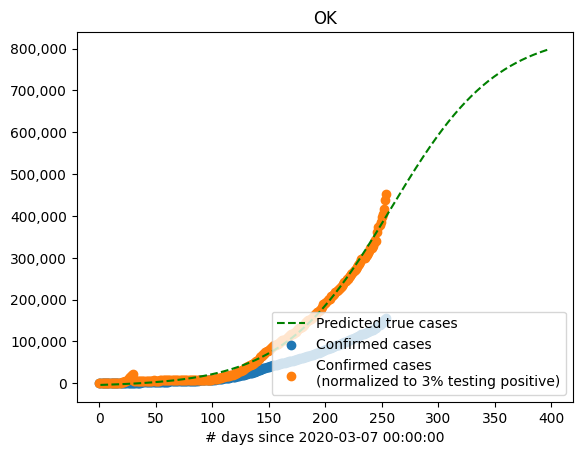 OK
800,000
700,000
600,000
500,000
400,000
300,000
200,000
100,000
0
Predicted true cases
Confirmed cases
Confirmed cases
(normalized to 3% testing positive)
0 50 100 150 200 250 300 350 400
# days since 2020-03-07 00:00:00